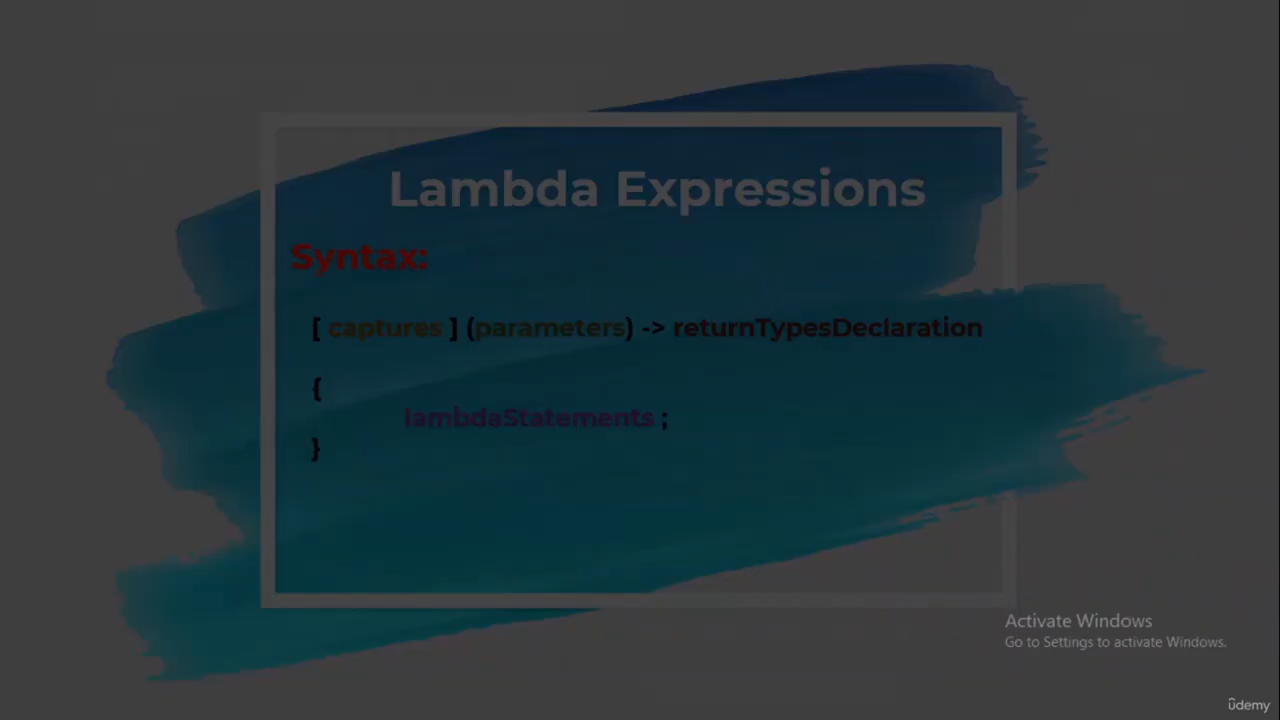 Lambda Expressions
Syntax:
[ captures ] (parameters) -> returnTypesDeclaration
{
lambdaStatements ;
}
Activate Windows
Go to Settings to activate Windows.
ûdemy